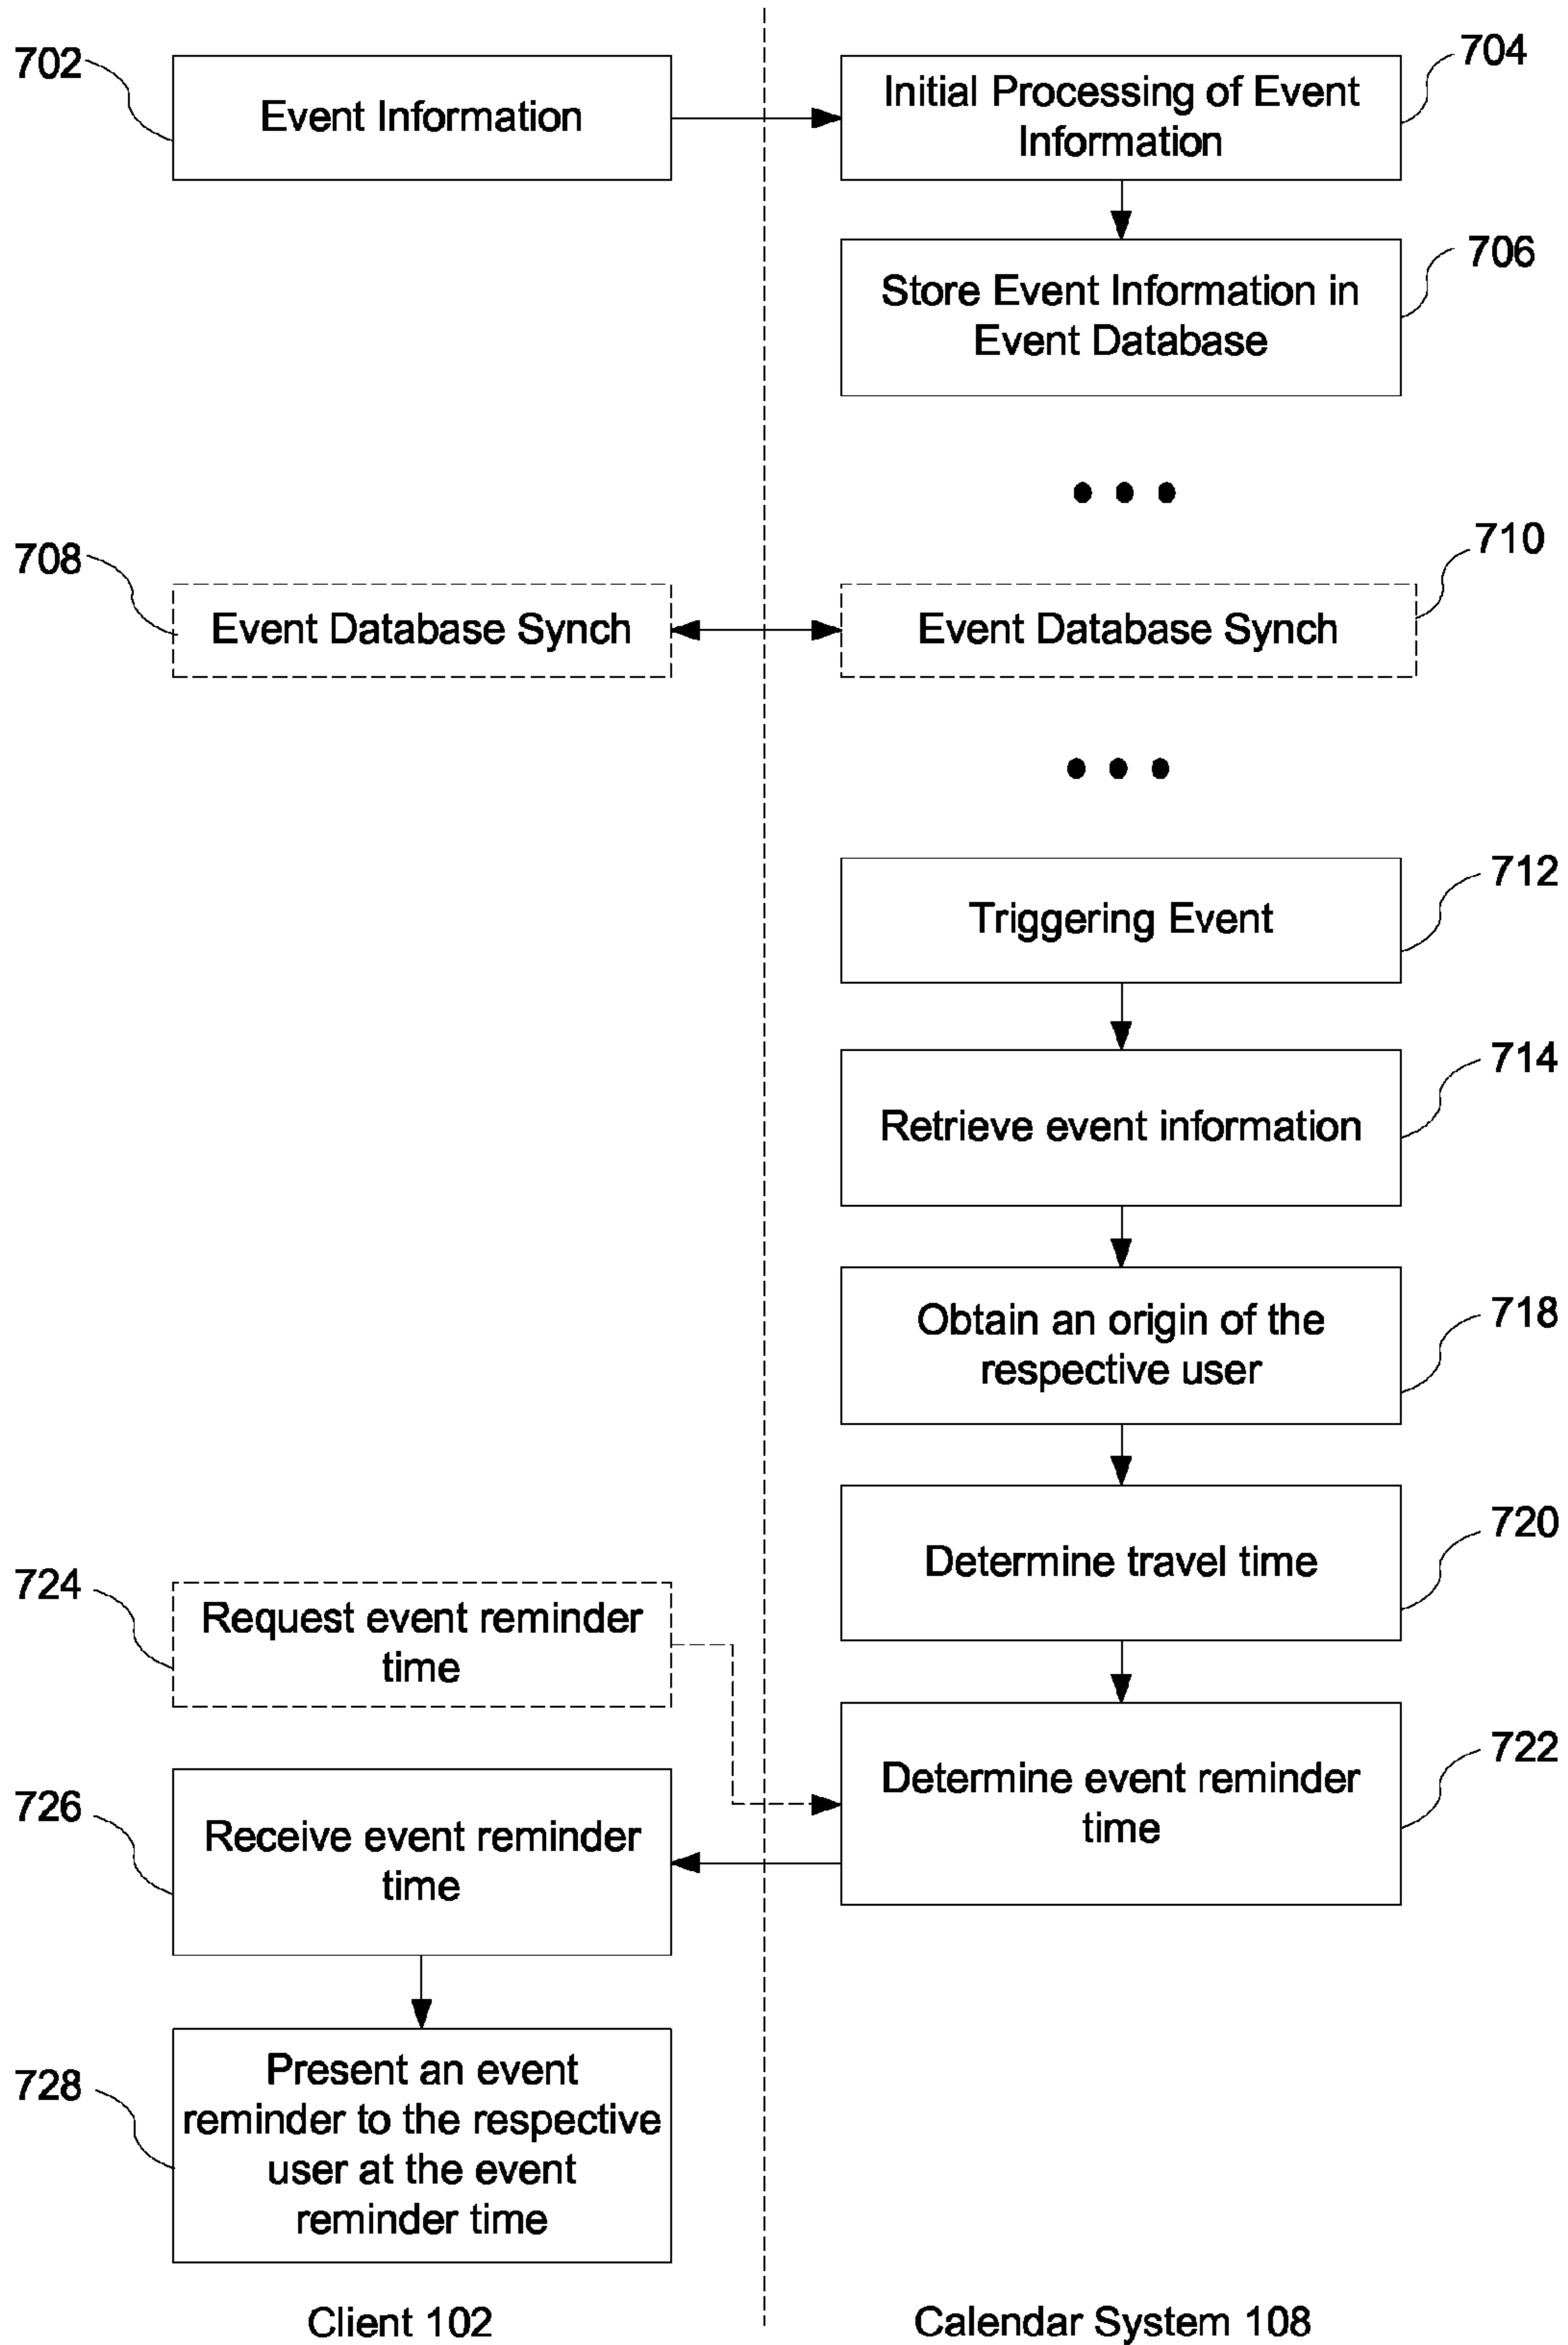 702
Event Information
704
Initial Processing of Event
Information
706
Store Event Information in
Event Database
708
Event Database Synch
710
Event Database Synch
712
Triggering Event
714
Retrieve event information
718
Obtain an origin of the
respective user
720
Determine travel time
724
Request event reminder
time
722
Determine event reminder
time
726
Receive event reminder
time
728
Present an event
reminder to the respective
user at the event
reminder time
Client 102
Calendar System 108